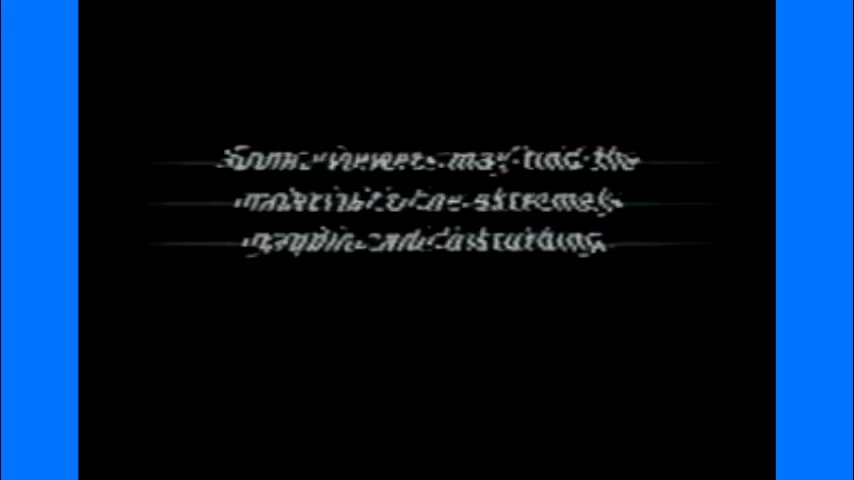 Some viewers may find the
material to be extremely
graphic and disturbing.